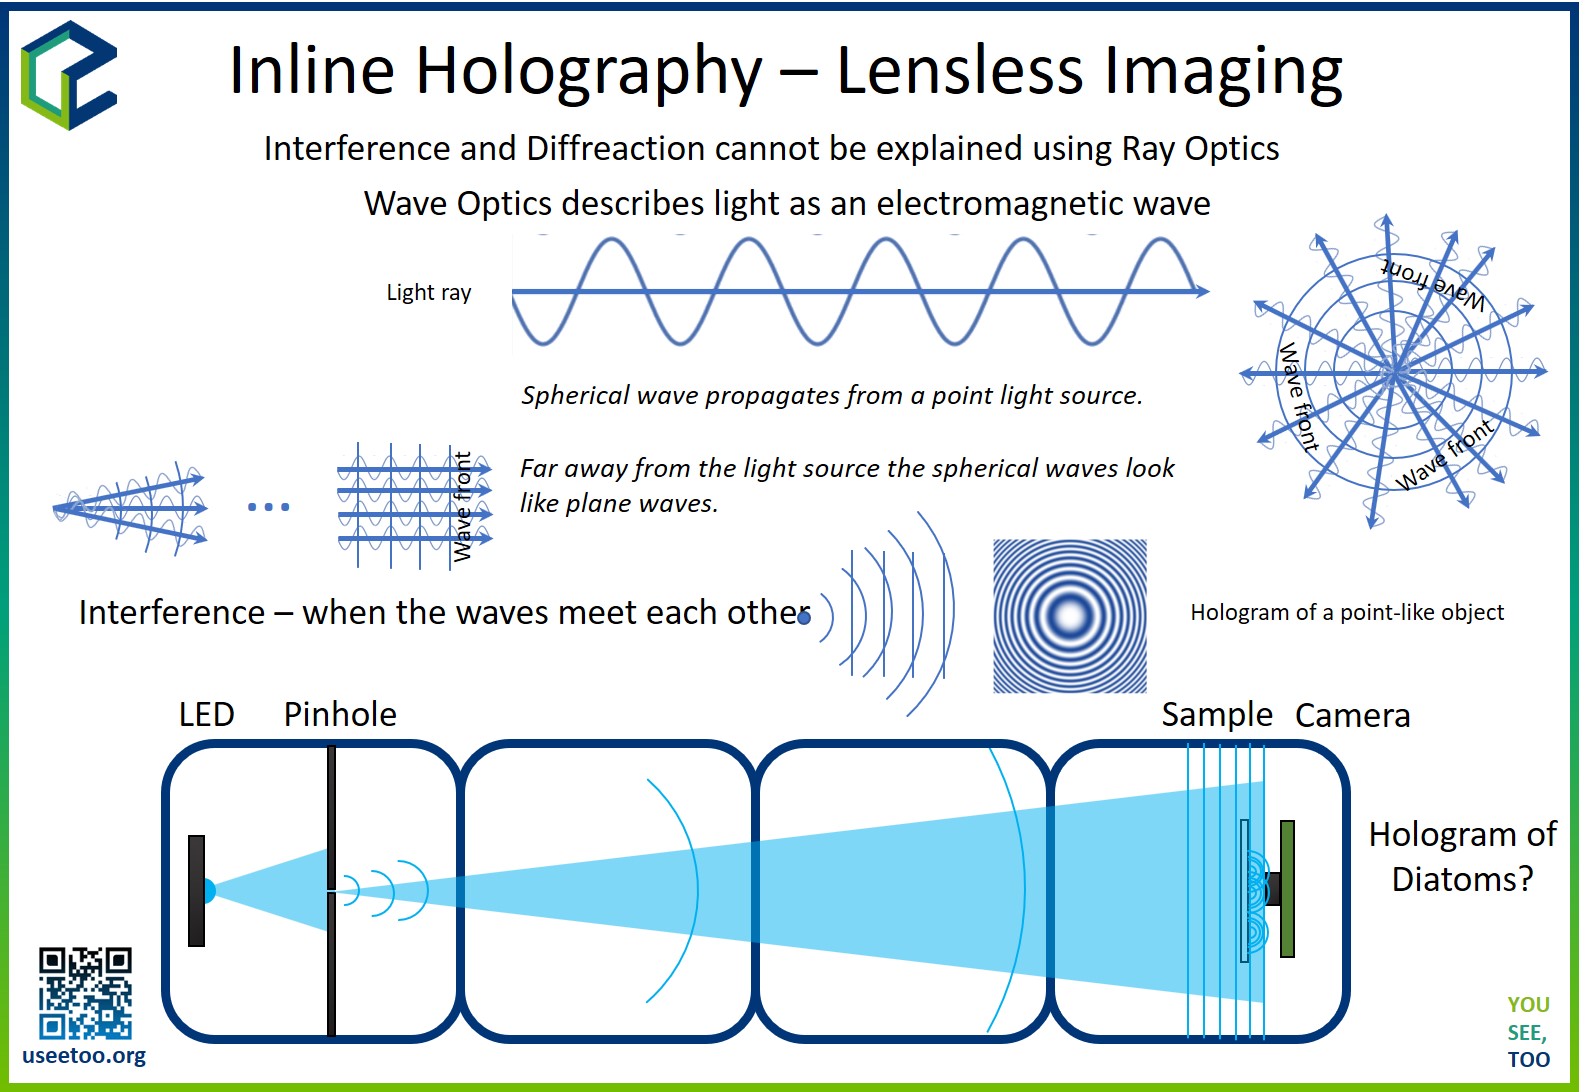 Inline Holography – Lensless Imaging
Interference and Diffreaction cannot be explained using Ray Optics
Wave Optics describes light as an electromagnetic wave
Light ray
Wave front
Wave front
Wave front
Spherical wave propagates from a point light source.
Far away from the light source the spherical waves look
like plane waves.
Wave front
Interference – when the waves meet each other
Hologram of a point-like object
LED
Pinhole
Sample
Camera
Hologram of
Diatoms?
useetoo.org
YOU
SEE,
TOO